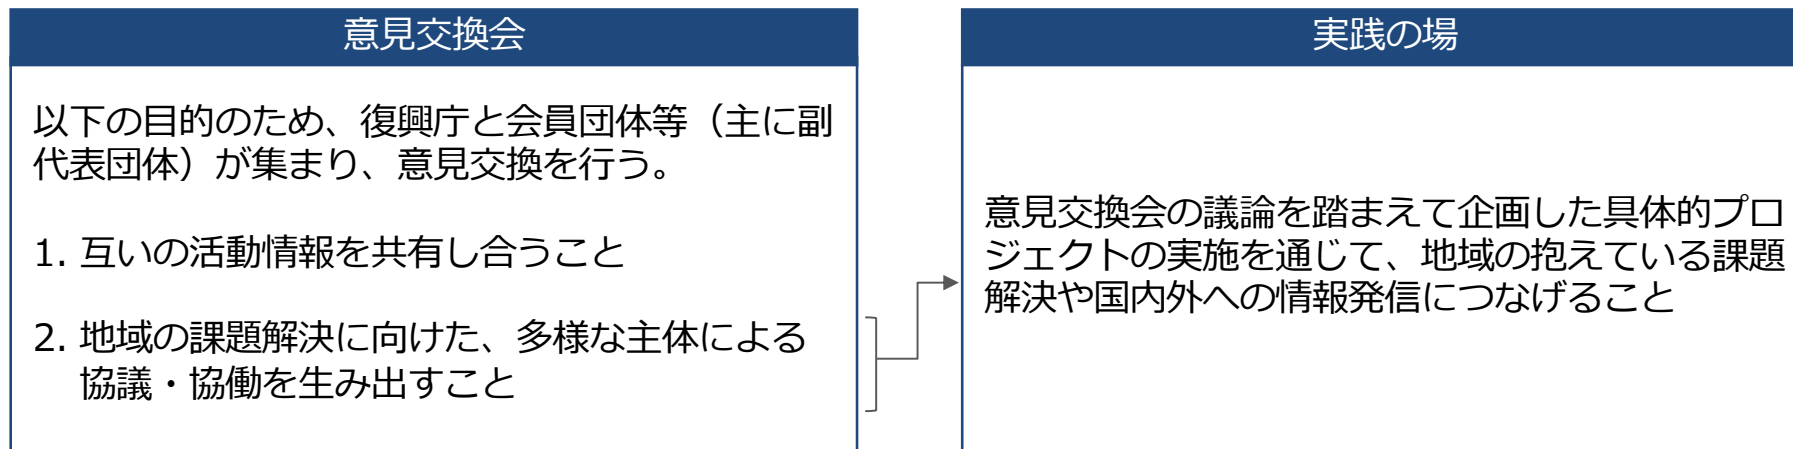 意見交換会
以下の目的のため、復興庁と会員団体等（主に副
代表団体）が集まり、意見交換を行う。
1. 互いの活動情報を共有し合うこと
2. 地域の課題解決に向けた、多様な主体による
協議・協働を生み出すこと
実践の場
意見交換会の議論を踏まえて企画した具体的プロ
ジェクトの実施を通じて、地域の抱えている課題
解決や国内外への情報発信につなげること